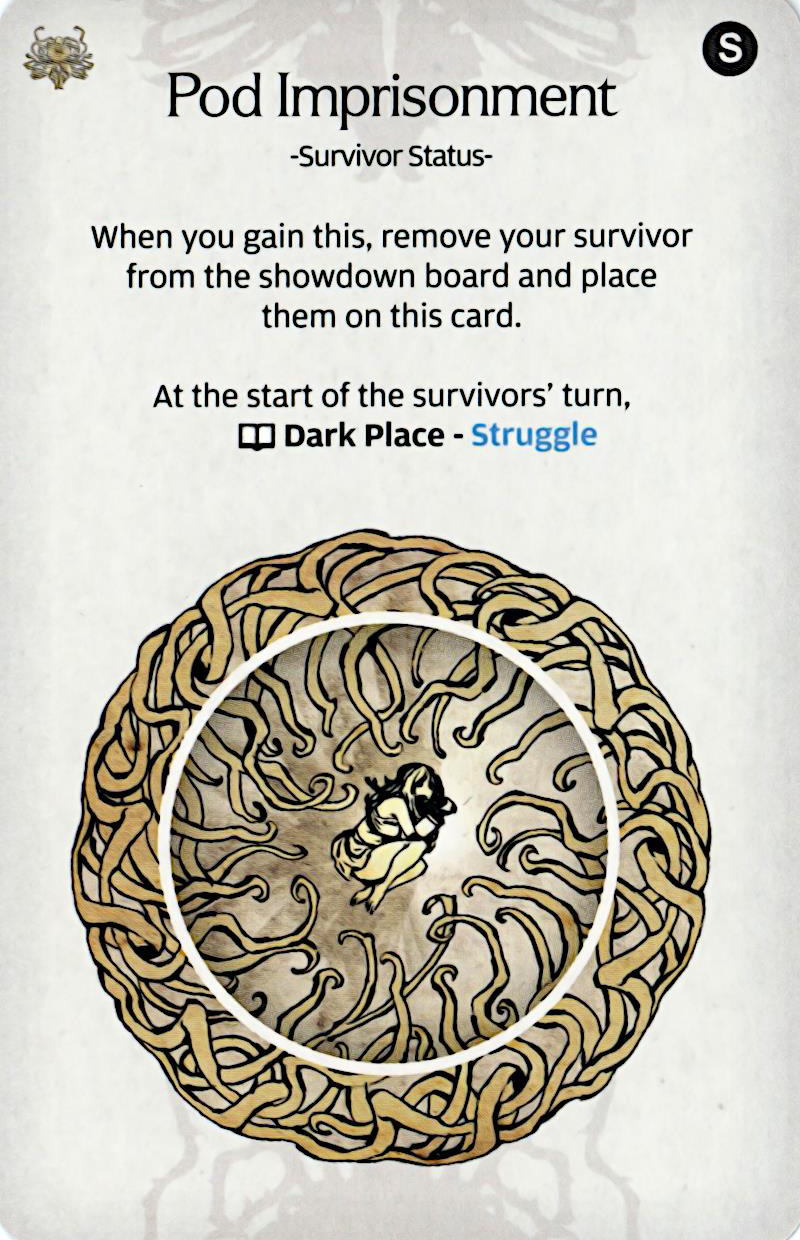 S
Pod Imprisonment
-Survivor Status-
When you gain this, remove your survivor
from the showdown board and place
them on this card.
At the start of the survivors’ turn,
Dark Place - Struggle